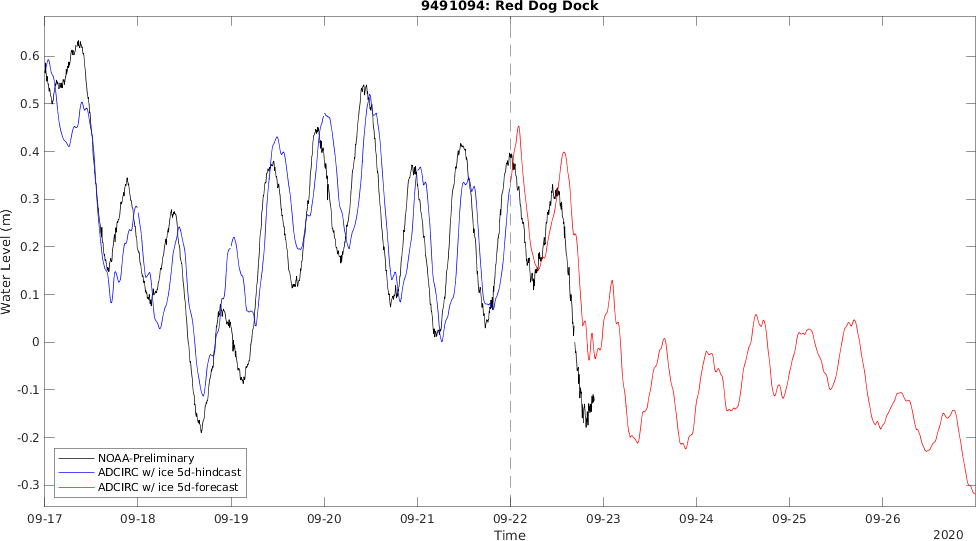 9491094: Red Dog Dock
Water Level (m)
0.6
0.5
0.4
0.3
0.2
0.1
0
-0.1
-0.2
-0.3
NOAA-Preliminary
ADCIRC w/ ice 5d-hindcast
ADCIRC w/ ice 5d-forecast
09-17 09-18 09-19 09-20 09-21 09-22 09-23 09-24 09-25 09-26
Time
2020